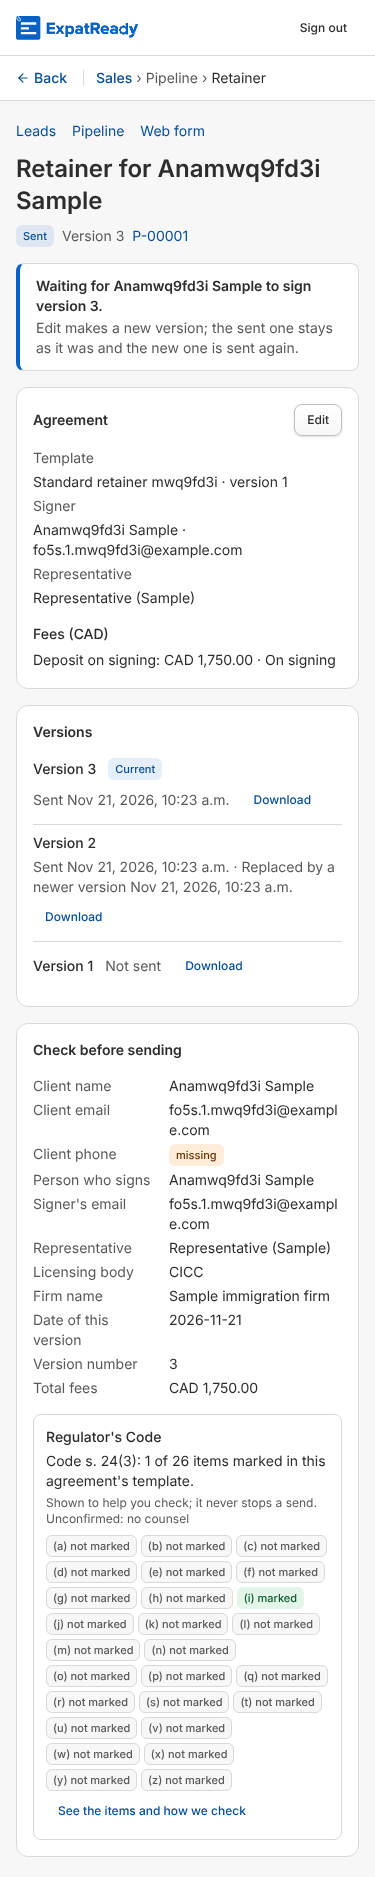 ExpatReady
Sign out
← Back
Sales › Pipeline › Retainer
Leads Pipeline Web form
Retainer for Anamwq9fd3i
Sample
Sent Version 3 P-00001
Waiting for Anamwq9fd3i Sample to sign
version 3.
Edit makes a new version; the sent one stays
as it was and the new one is sent again.
Agreement
Edit
Template
Standard retainer mwq9fd3i · version 1
Signer
Anamwq9fd3i Sample ·
fo5s.1.mwq9fd3i@example.com
Representative
Representative (Sample)
Fees (CAD)
Deposit on signing: CAD 1,750.00 · On signing
Versions
Version 3 Current
Sent Nov 21, 2026, 10:23 a.m. Download
Version 2
Sent Nov 21, 2026, 10:23 a.m. · Replaced by a
newer version Nov 21, 2026, 10:23 a.m.
Download
Version 1 Not sent Download
Check before sending
Client name Anamwq9fd3i Sample
Client email fo5s.1.mwq9fd3i@exampl
e.com
Client phone missing
Person who signs Anamwq9fd3i Sample
Signer's email fo5s.1.mwq9fd3i@exampl
e.com
Representative Representative (Sample)
Licensing body CICC
Firm name Sample immigration firm
Date of this 2026-11-21
version
Version number 3
Total fees CAD 1,750.00
Regulator's Code
Code s. 24(3): 1 of 26 items marked in this
agreement's template.
Shown to help you check; it never stops a send.
Unconfirmed: no counsel
(a) not marked (b) not marked (c) not marked
(d) not marked (e) not marked (f) not marked
(g) not marked (h) not marked (i) marked
(j) not marked (k) not marked (l) not marked
(m) not marked (n) not marked
(o) not marked (p) not marked (q) not marked
(r) not marked (s) not marked (t) not marked
(u) not marked (v) not marked
(w) not marked (x) not marked
(y) not marked (z) not marked
See the items and how we check